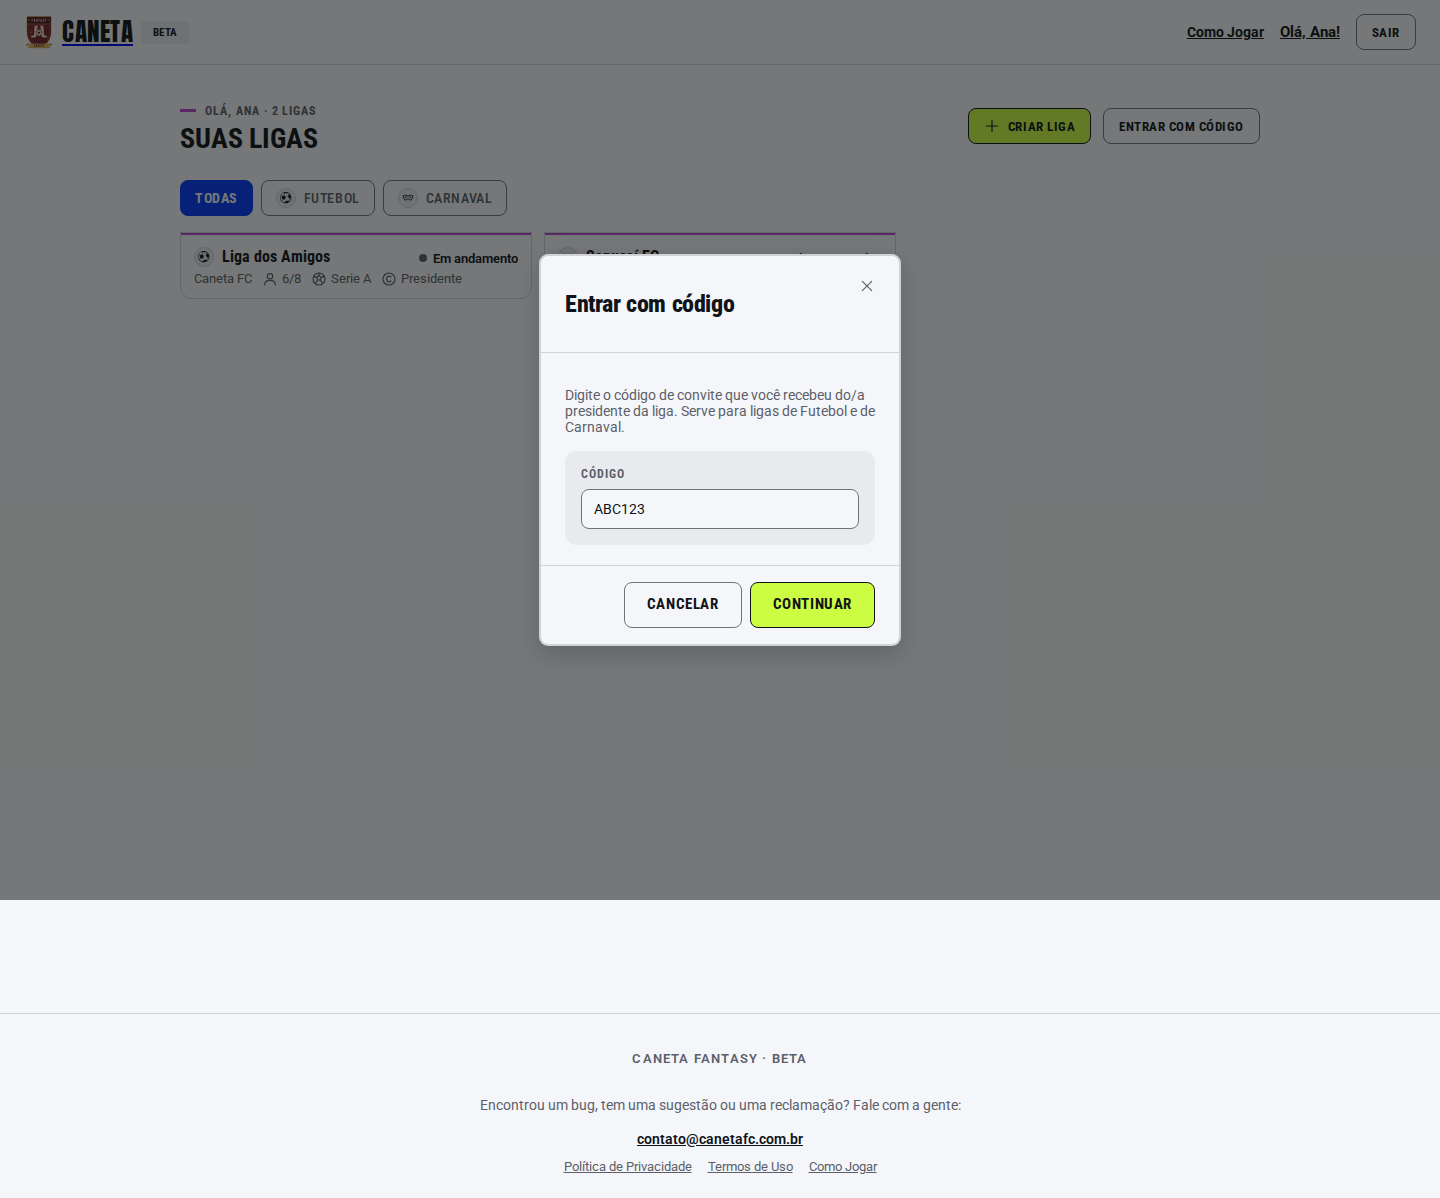 CANETA BETA
Como Jogar Olá, Ana! SAIR
OLÁ, ANA · 2 LIGAS
SUAS LIGAS
CRIAR LIGA ENTRAR COM CÓDIGO
TODAS FUTEBOL CARNAVAL
Liga dos Amigos Em andamento
Caneta FC 6/8 Serie A Presidente
Entrar com código
Digite o código de convite que você recebeu do/a
presidente da liga. Serve para ligas de Futebol e de
Carnaval.
CÓDIGO
ABC123
CANCELAR CONTINUAR
CANETA FANTASY · BETA
Encontrou um bug, tem uma sugestão ou uma reclamação? Fale com a gente:
contato@canetafc.com.br
Política de Privacidade Termos de Uso Como Jogar